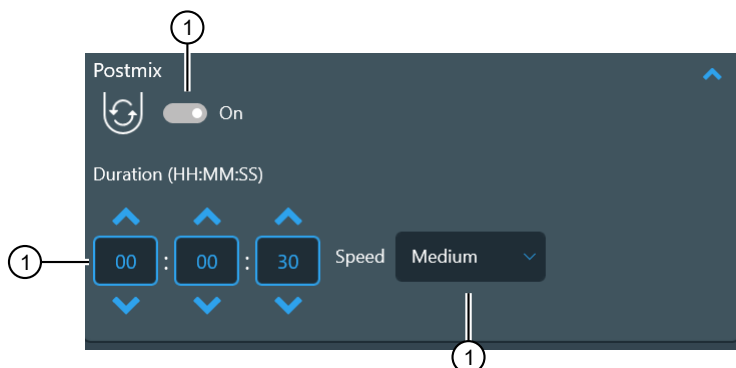 1
Postmix
On
Duration (HH:MM:SS)
1
00 : 00 : 30 Speed Medium
1